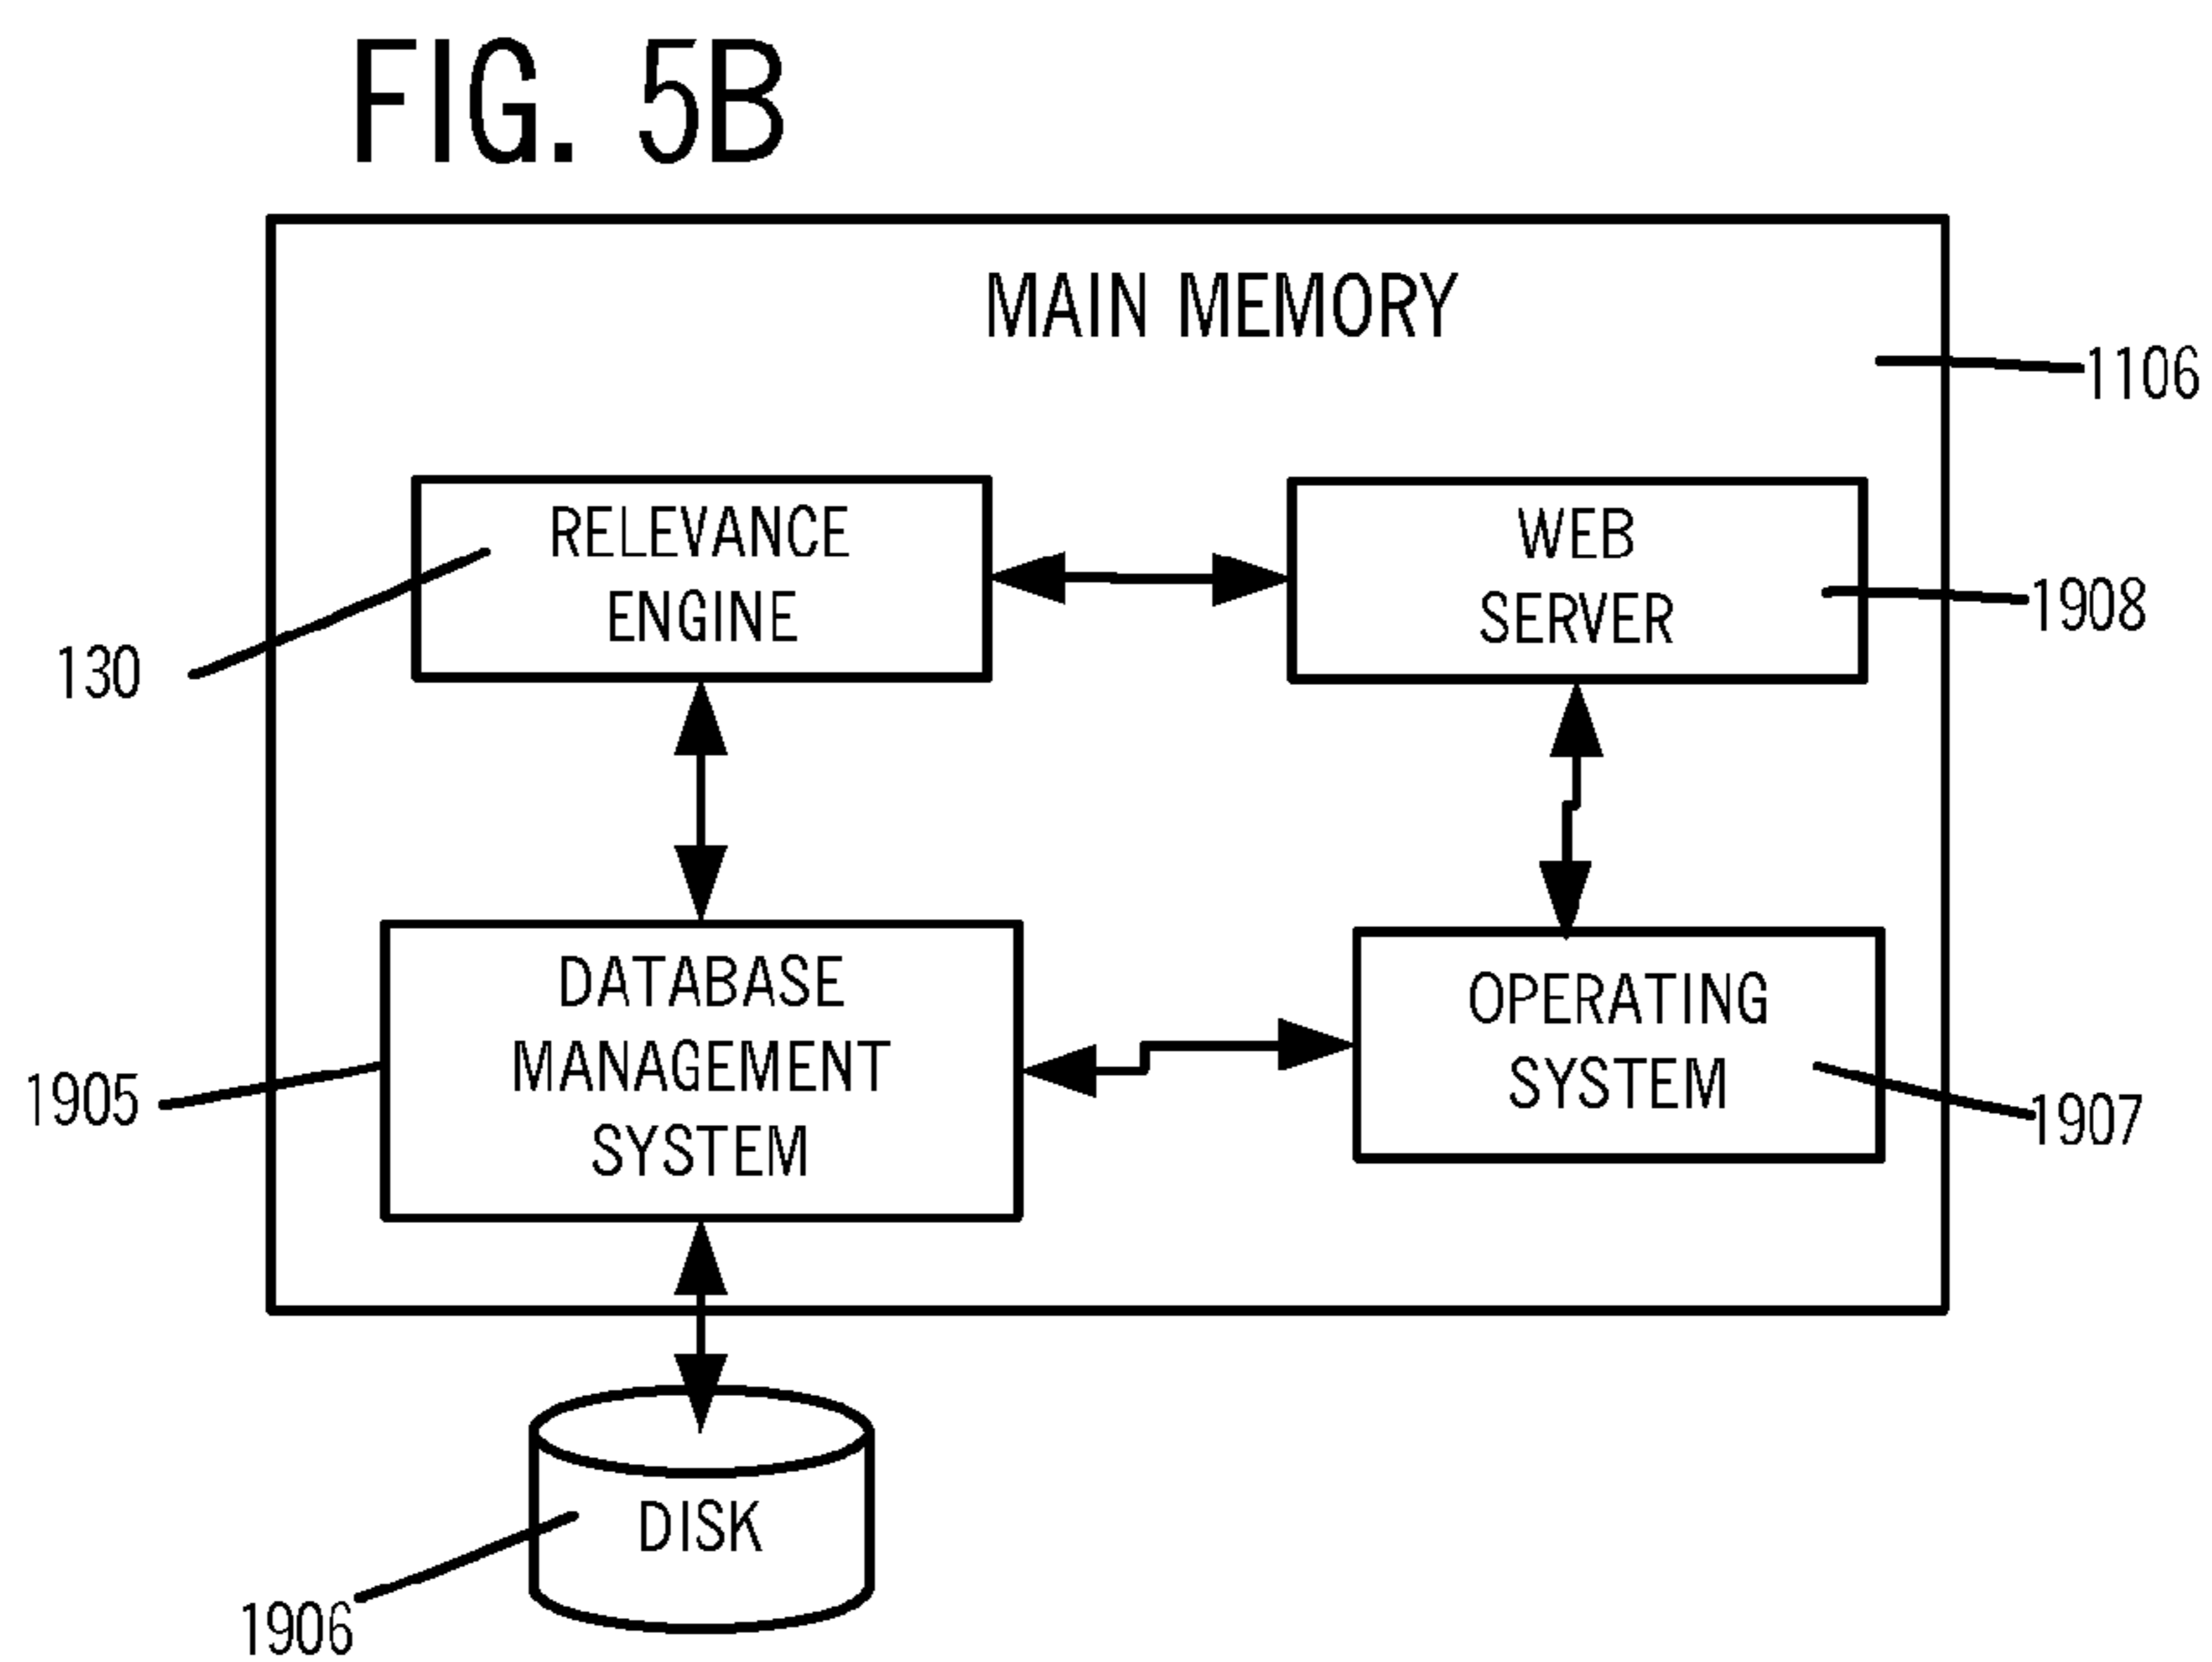 FIG. 5B
MAIN MEMORY
1106
RELEVANCE
ENGINE
130
WEB
SERVER
1908
DATABASE
MANAGEMENT
SYSTEM
1905
OPERATING
SYSTEM
1907
DISK
1906